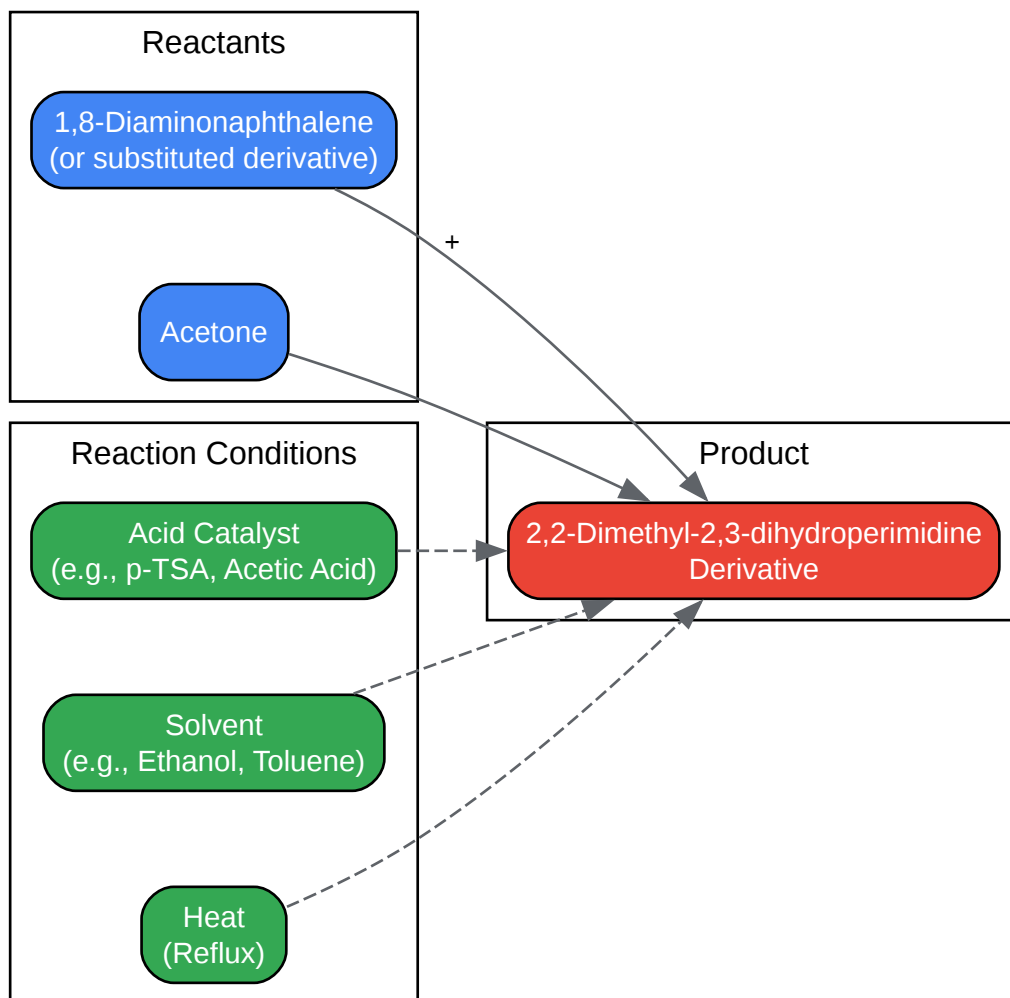 Reactants
1,8-Diaminonaphthalene
(or substituted derivative)
+
Acetone
Reaction Conditions
Acid Catalyst
(e.g., p-TSA, Acetic Acid)
Solvent
(e.g., Ethanol, Toluene)
Heat
(Reflux)
Product
2,2-Dimethyl-2,3-dihydroperimidine
Derivative